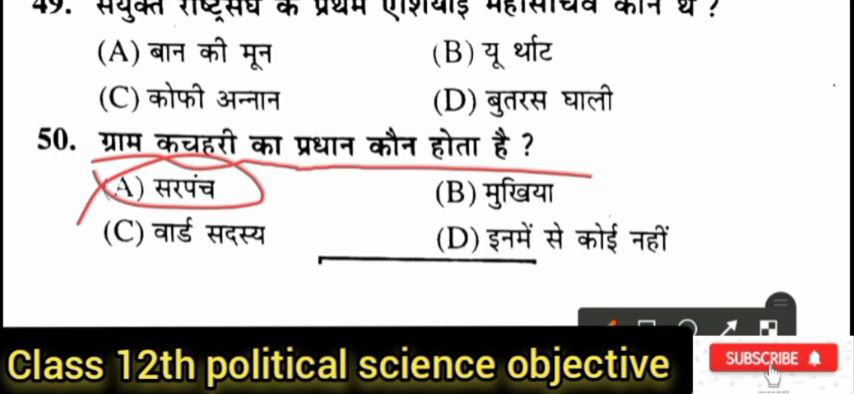 49. संयुक्त राष्ट्रसंघ के प्रथम एशियाई महासचिव कौन थे ?
(A) बान की मून (B) यू थॉट
(C) कोफी अन्नान (D) बुतरस घाली
50. ग्राम कचहरी का प्रधान कौन होता है ?
(A) सरपंच (B) मुखिया
(C) वार्ड सदस्य (D) इनमें से कोई नहीं
Class 12th political science objective
SUBSCRIBE